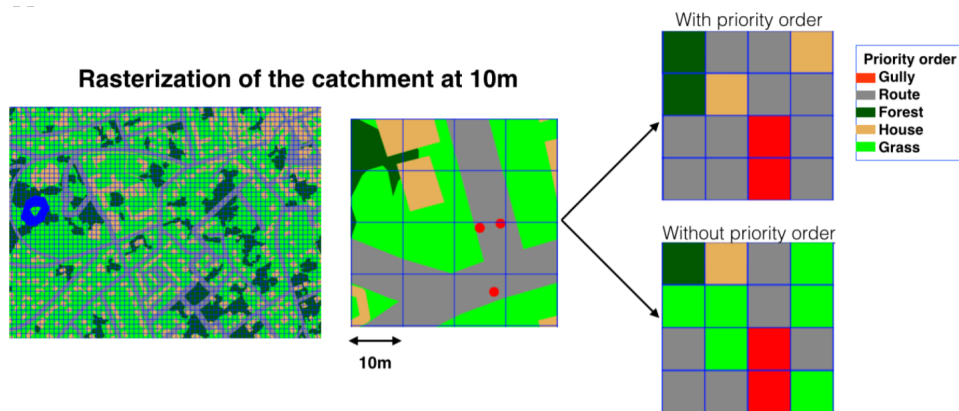 With priority order
Rasterization of the catchment at 10m
Priority order
Gully
Route
Forest
House
Grass
Without priority order
10m